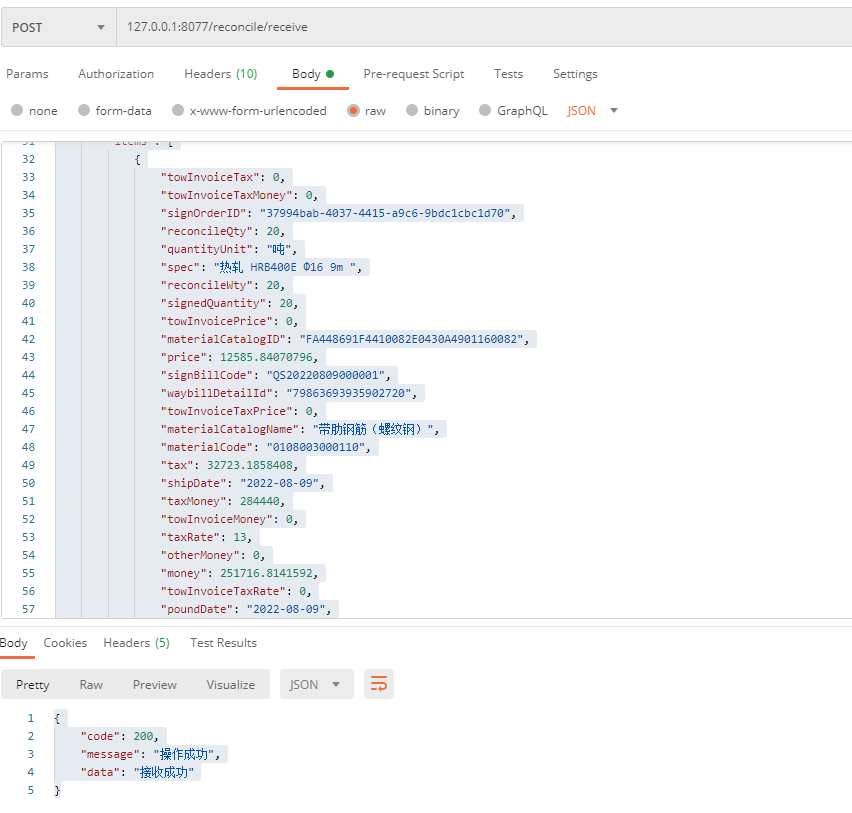 POST 127.0.0.1:8077/reconcile/receive
Params Authorization Headers (10) Body Pre-request Script Tests Settings
none form-data x-www-form-urlencoded raw binary GraphQL JSON
31 "items": [
32 {
33 "towInvoiceTax": 0,
34 "towInvoiceTaxMoney": 0,
35 "signOrderID": "37994bab-4037-4415-a9c6-9bdc1cbc1d70",
36 "reconcileQty": 20,
37 "quantityUnit": "吨",
38 "spec": "热轧 HRB400E Φ16 9m ",
39 "reconcileWty": 20,
40 "signedQuantity": 20,
41 "towInvoicePrice": 0,
42 "materialCatalogID": "FA448691F4410082E0430A4901160082",
43 "price": 12585.84070796,
44 "signBillCode": "QS20220809000001",
45 "waybillDetailId": "79863693935902720",
46 "towInvoiceTaxPrice": 0,
47 "materialCatalogName": "带肋钢筋（螺纹钢）",
48 "materialCode": "0108003000110",
49 "tax": 32723.1858408,
50 "shipDate": "2022-08-09",
51 "taxMoney": 284440,
52 "towInvoiceMoney": 0,
53 "taxRate": 13,
54 "otherMoney": 0,
55 "money": 251716.8141592,
56 "towInvoiceTaxRate": 0,
57 "poundDate": "2022-08-09",
Body Cookies Headers (5) Test Results
Pretty Raw Preview Visualize JSON
1 {
2 "code": 200,
3 "message": "操作成功",
4 "data": "接收成功"
5 }